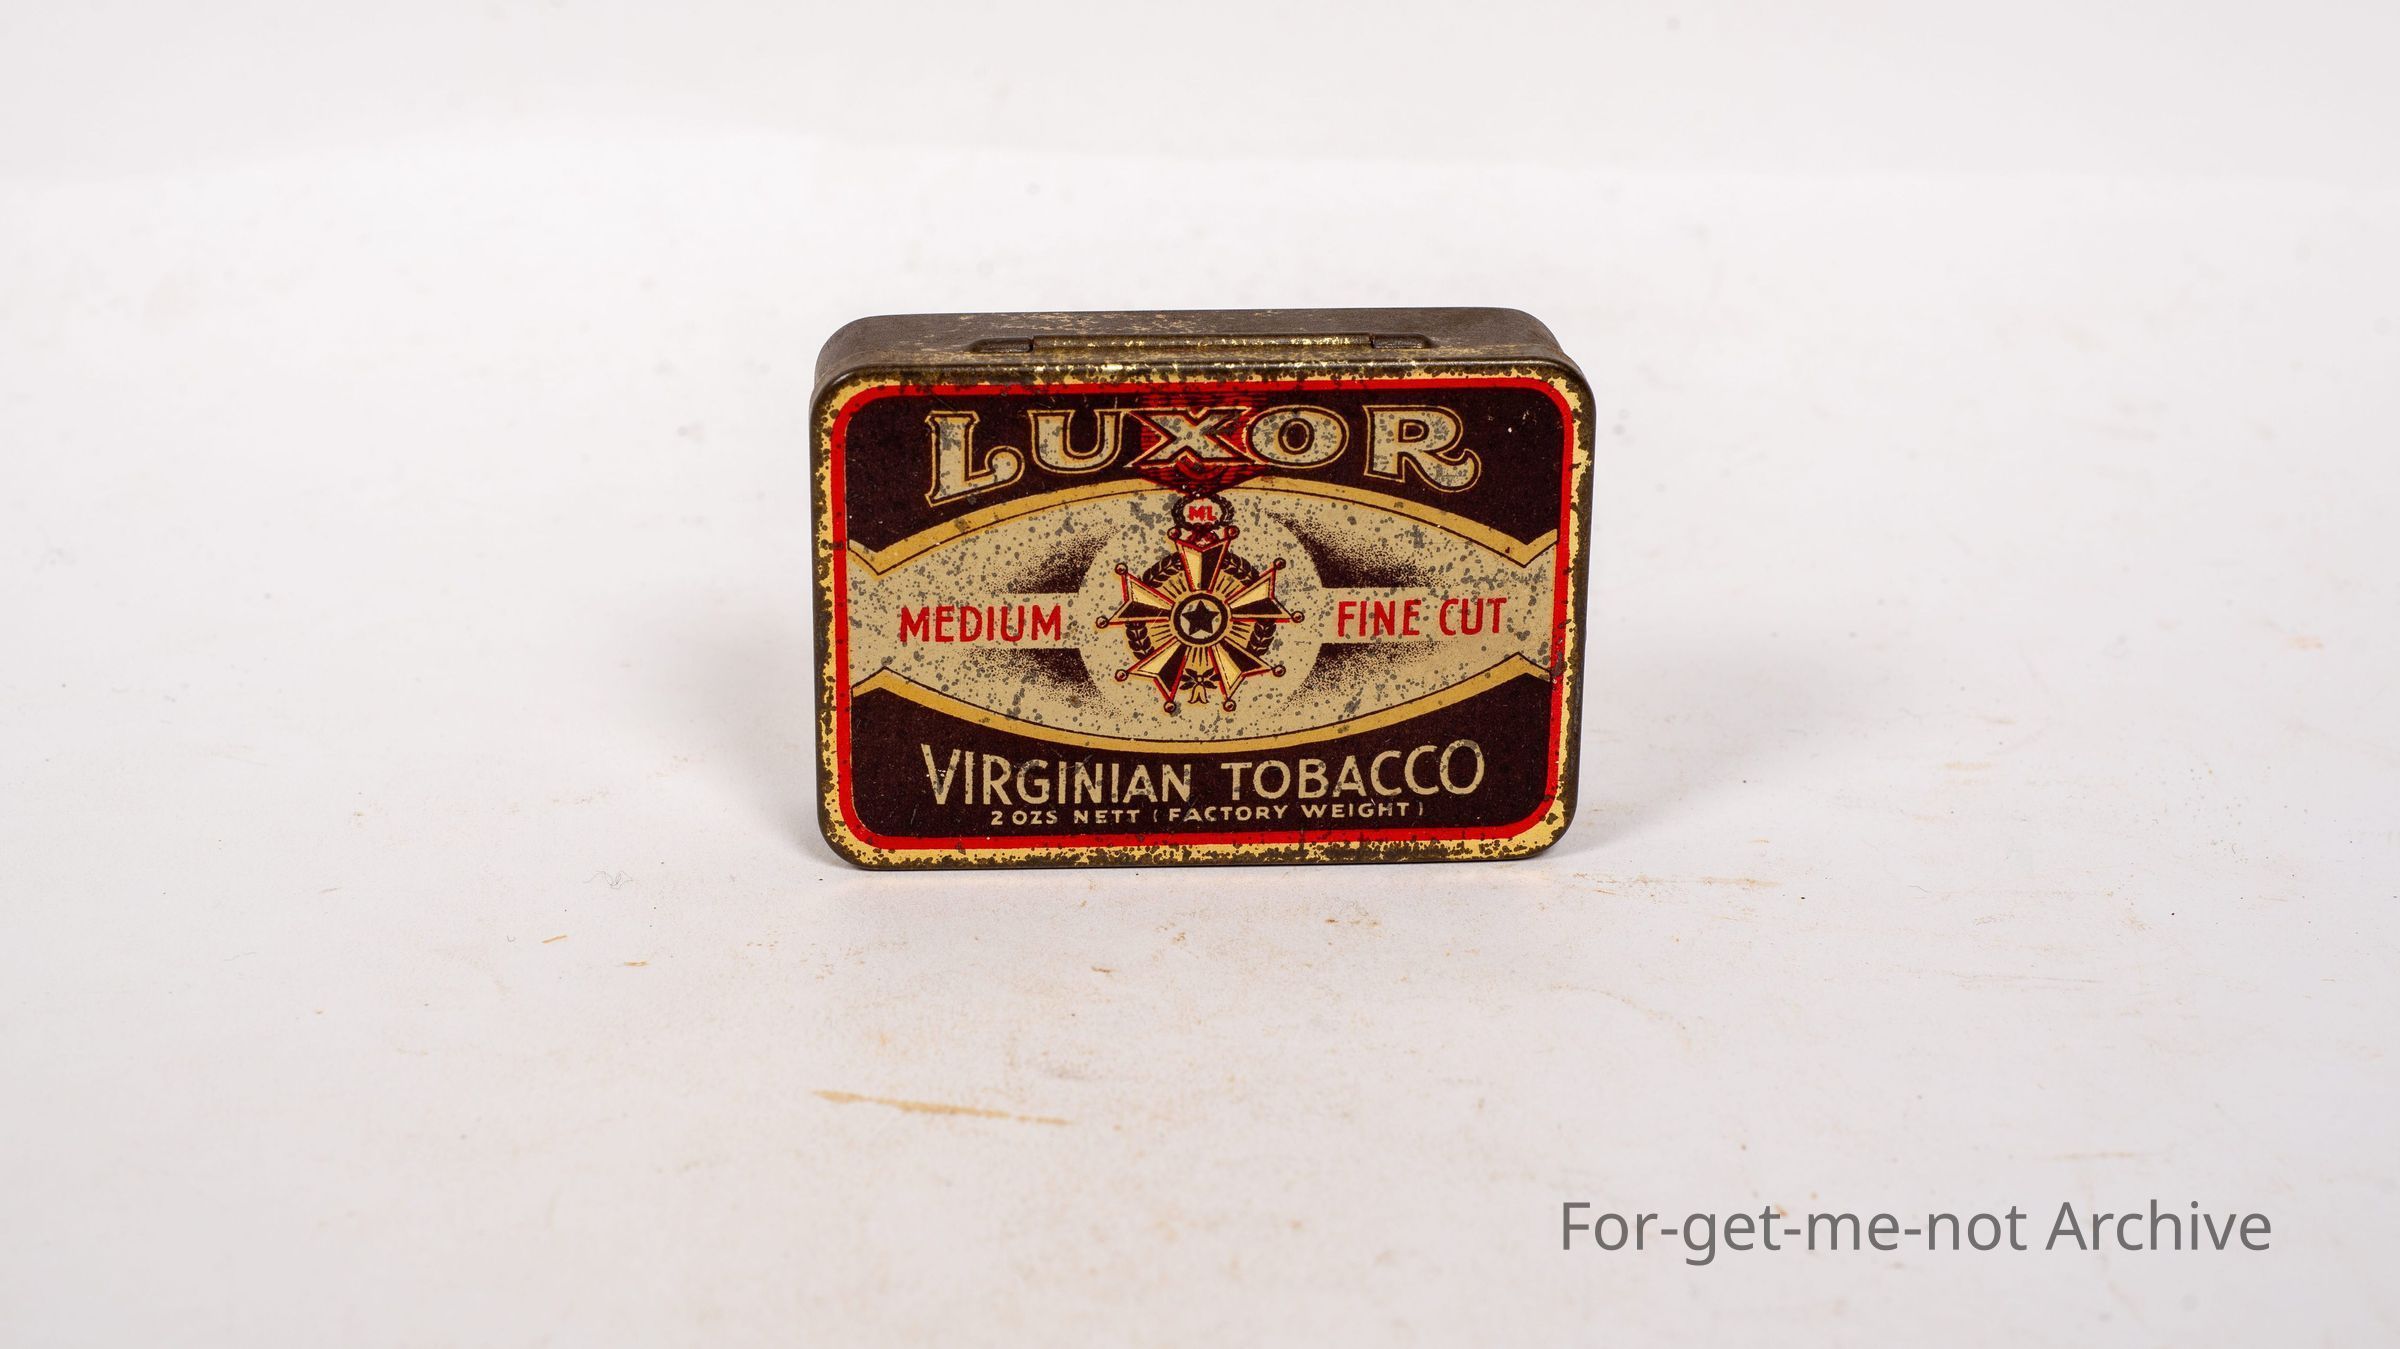 LUXOR
ML
MEDIUM FINE CUT
VIRGINIAN TOBACCO
2 OZS NETT (FACTORY WEIGHT)
For-get-me-not Archive